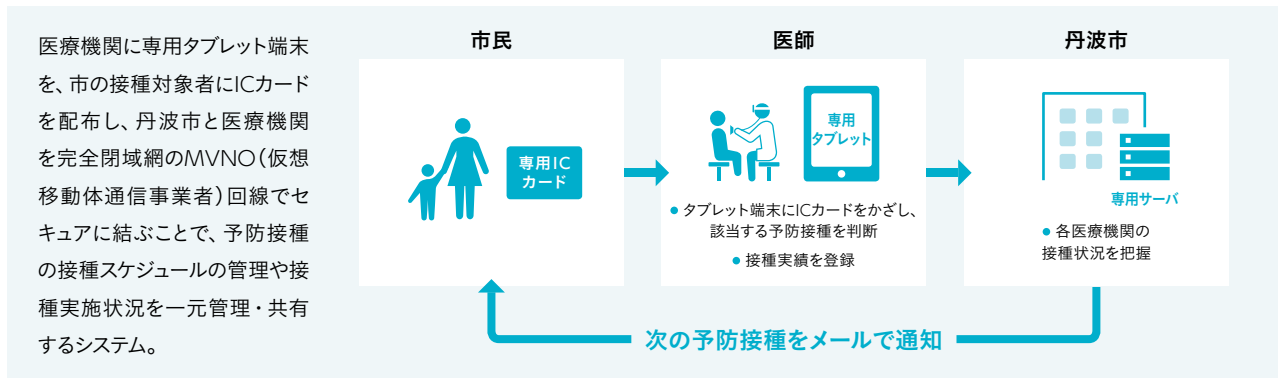 医療機関に専用タブレット端末
を、市の接種対象者にICカード
を配布し、丹波市と医療機関
を完全閉域網のMVNO(仮想
移動体通信事業者)回線でセ
キュアに結ぶことで、予防接種
の接種スケジュールの管理や接
種実施状況を一元管理・共有
するシステム。
市民
専用IC
カード
医師
専用
タブレット
● タブレット端末にICカードをかざし、
該当する予防接種を判断
● 接種実績を登録
丹波市
専用サーバ
● 各医療機関の
接種状況を把握
次の予防接種をメールで通知